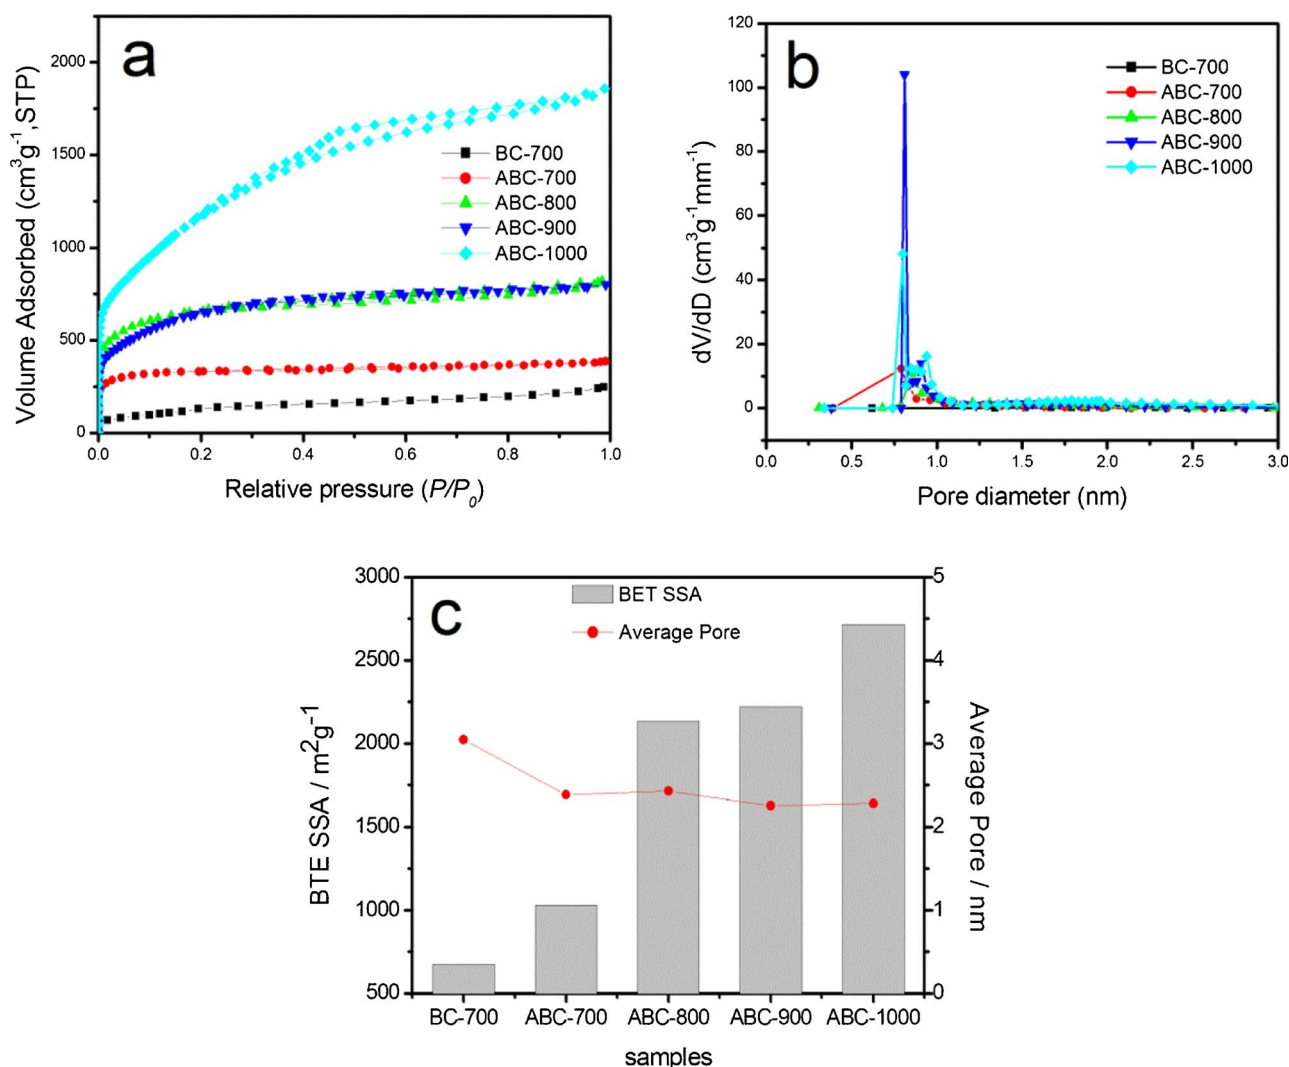 a
2000
1500
1000
500
0
0.0 0.2 0.4 0.6 0.8 1.0
Volume Adsorbed (cm³g⁻¹,STP)
Relative pressure (P/P₀)
BC-700
ABC-700
ABC-800
ABC-900
ABC-1000
b
120
100
80
60
40
20
0
0.0 0.5 1.0 1.5 2.0 2.5 3.0
dV/dD (cm³g⁻¹mm⁻¹)
Pore diameter (nm)
BC-700
ABC-700
ABC-800
ABC-900
ABC-1000
c
BET SSA
Average Pore
3000
2500
2000
1500
1000
500
BTE SSA / m²g⁻¹
5
4
3
2
1
0
Average Pore / nm
BC-700 ABC-700 ABC-800 ABC-900 ABC-1000
samples